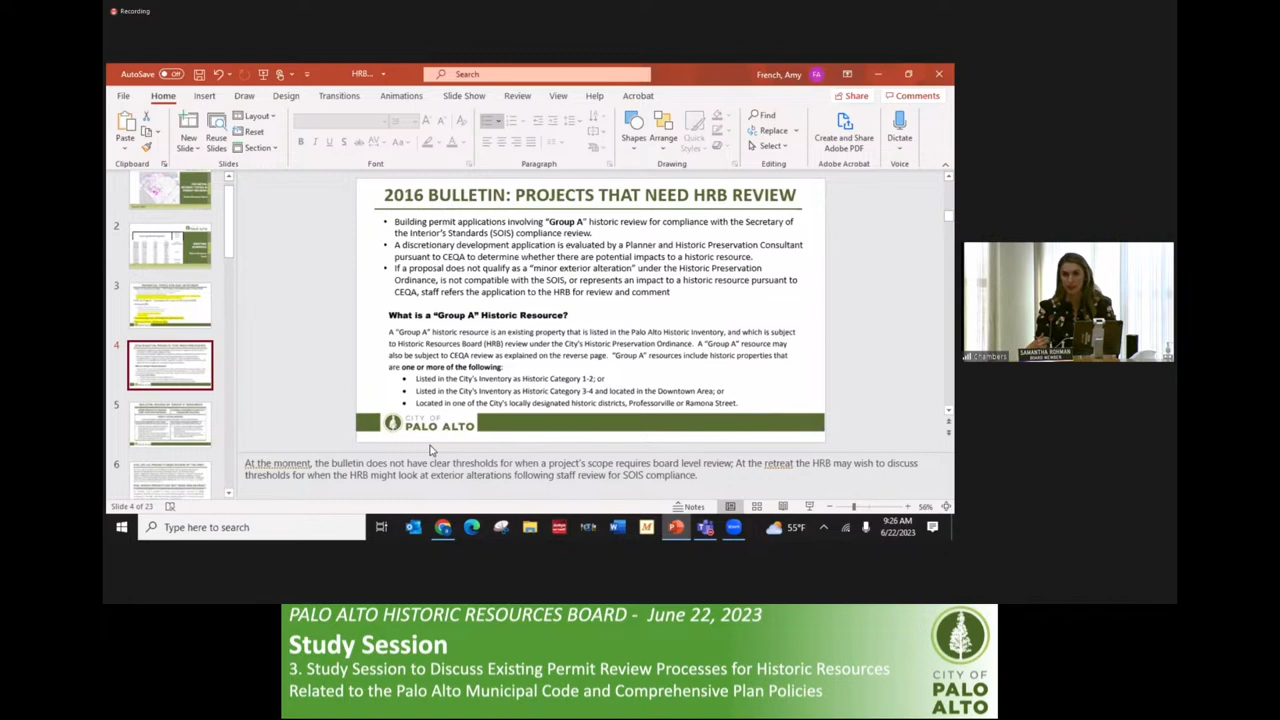 Recording
AutoSave Off
HRB...
Search
French, Amy FA
File Home Insert Draw Design Transitions Animations Slide Show Review View Help Acrobat Share Comments
Paste
New Slide
Reuse Slides
Layout
Reset
Section
Shapes Arrange Quick Styles
Find
Replace
Select
Create and Share Adobe PDF
Dictate
Clipboard Slides Font Paragraph Drawing Editing Adobe Acrobat Voice
2
3
4
5
6
2016 BULLETIN: PROJECTS THAT NEED HRB REVIEW
• Building permit applications involving “Group A” historic review for compliance with the Secretary of
the Interior’s Standards (SOIS) compliance review.
• A discretionary development application is evaluated by a Planner and Historic Preservation Consultant
pursuant to CEQA to determine whether there are potential impacts to a historic resource.
• If a proposal does not qualify as a “minor exterior alteration” under the Historic Preservation
Ordinance, is not compatible with the SOIS, or represents an impact to a historic resource pursuant to
CEQA, staff refers the application to the HRB for review and comment
What is a “Group A” Historic Resource?
A “Group A” historic resource is an existing property that is listed in the Palo Alto Historic Inventory, and which is subject
to Historic Resources Board (HRB) review under the City’s Historic Preservation Ordinance. A “Group A” resource may
also be subject to CEQA review as explained on the reverse page. “Group A” resources include historic properties that
are one or more of the following:
• Listed in the City’s Inventory as Historic Category 1-2; or
• Listed in the City’s Inventory as Historic Category 3-4 and located in the Downtown Area; or
• Located in one of the City’s locally designated historic districts, Professorville or Ramona Street.
CITY OF
PALO ALTO
At the moment, the bulletin does not have clear thresholds for when a project’s scope requires board level review; At the retreat the HRB may wish to discuss
thresholds for when the HRB might look at exterior alterations following staff review for SOIS compliance.
Slide 4 of 23
Notes
56%
Type here to search
55°F
9:26 AM
6/22/2023
Chambers
SAMANTHA ROHMAN
BOARD MEMBER
PALO ALTO HISTORIC RESOURCES BOARD - June 22, 2023
Study Session
3. Study Session to Discuss Existing Permit Review Processes for Historic Resources
Related to the Palo Alto Municipal Code and Comprehensive Plan Policies
CITY OF
PALO
ALTO